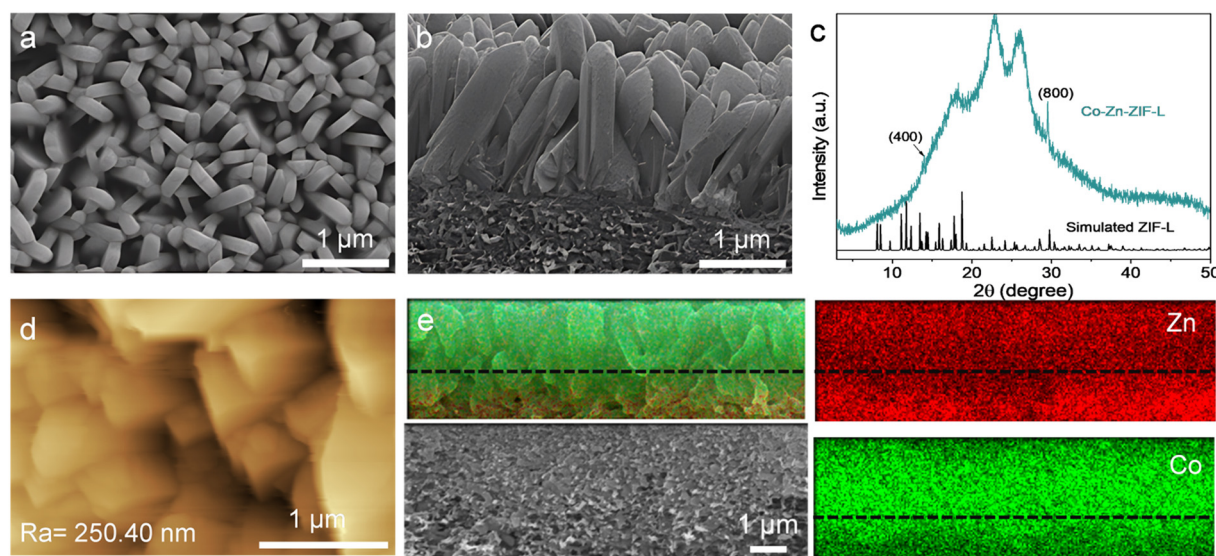 a
1 μm
b
1 μm
C
Intensity (a.u.)
(400)
(800)
Co-Zn-ZIF-L
Simulated ZIF-L
10 20 30 40 50
2θ (degree)
d
Ra= 250.40 nm
1 μm
e
1 μm
Zn
Co